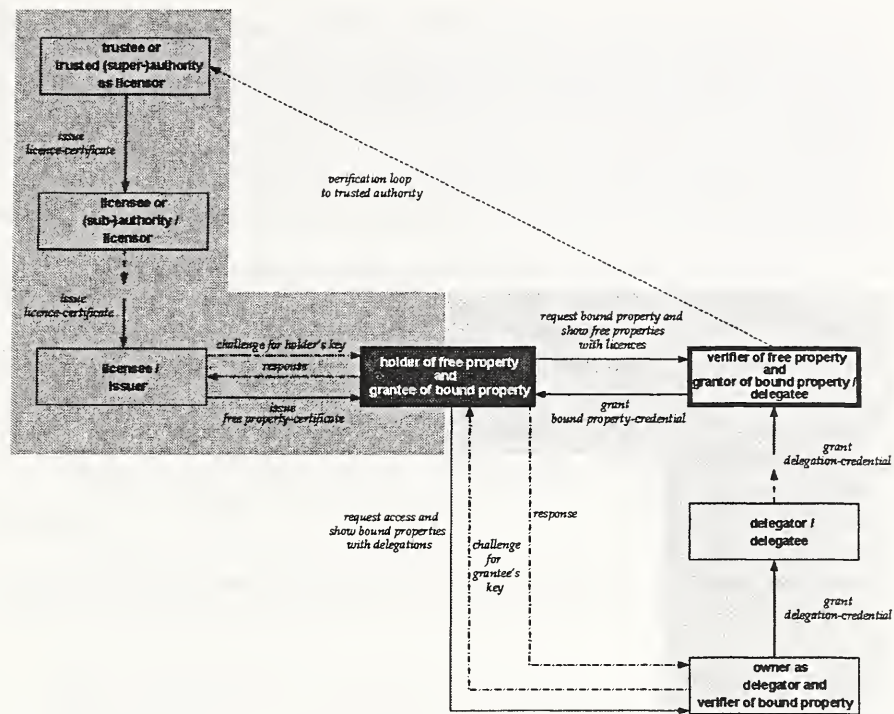 trustee or
trusted (super-)authority
as licensor
issue
licence-certificate
verification loop
to trusted authority
licensee or
(sub-)authority /
licensor
issue
licence-certificate
request bound property and
show free properties
with licences
challenge for holder's key
licensee /
issuer
response
holder of free property
and
grantee of bound property
verifier of free property
and
grantor of bound property /
delegatee
issue
free property-certificate
grant
bound property-credential
grant
delegation-credential
request access and
show bound properties
with delegations
response
delegator /
delegatee
challenge
for
grantee's
key
grant
delegation-credential
owner as
delegator and
verifier of bound property